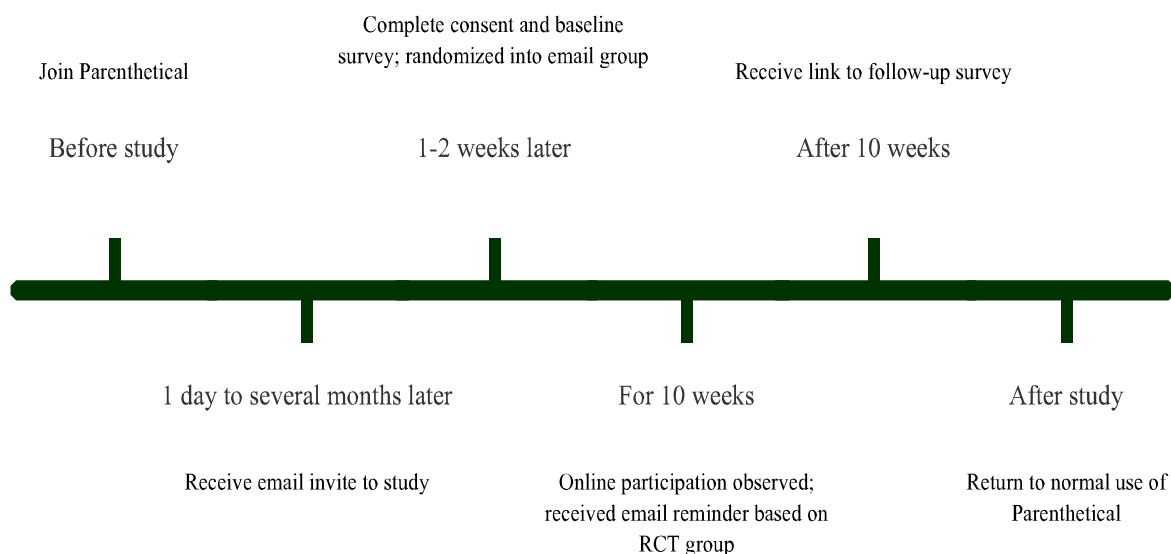 Join Parenthetical
Before study
Receive email invite to study
1 day to several months later
Complete consent and baseline
survey; randomized into email group
1-2 weeks later
For 10 weeks
Online participation observed;
received email reminder based on
RCT group
Receive link to follow-up survey
After 10 weeks
After study
Return to normal use of
Parenthetical